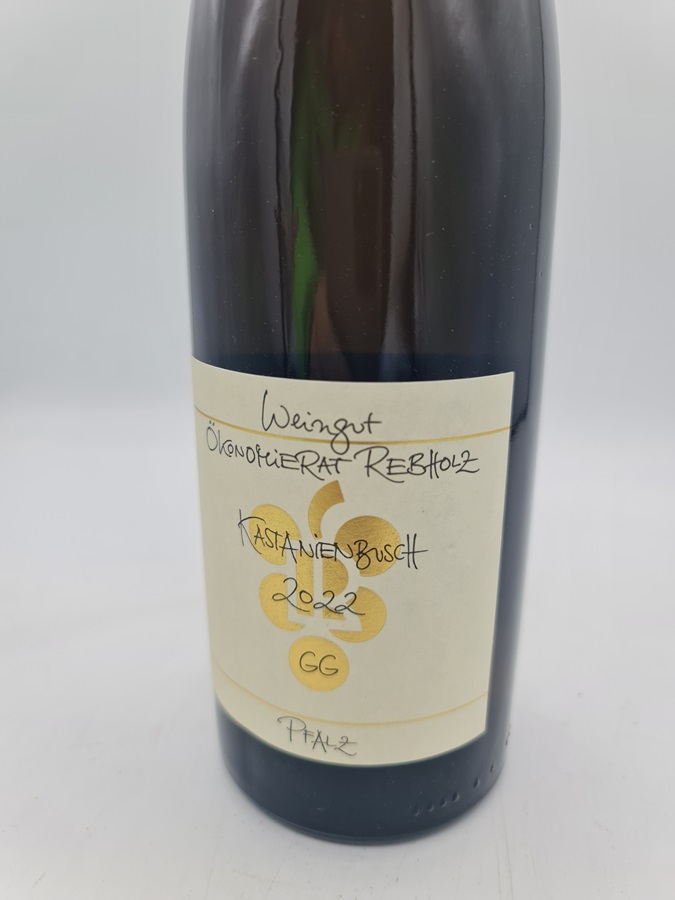 Weingut
ÖKONOMIERAT REBHOLZ
KASTANIENBUSCH
2022
GG
PFALZ